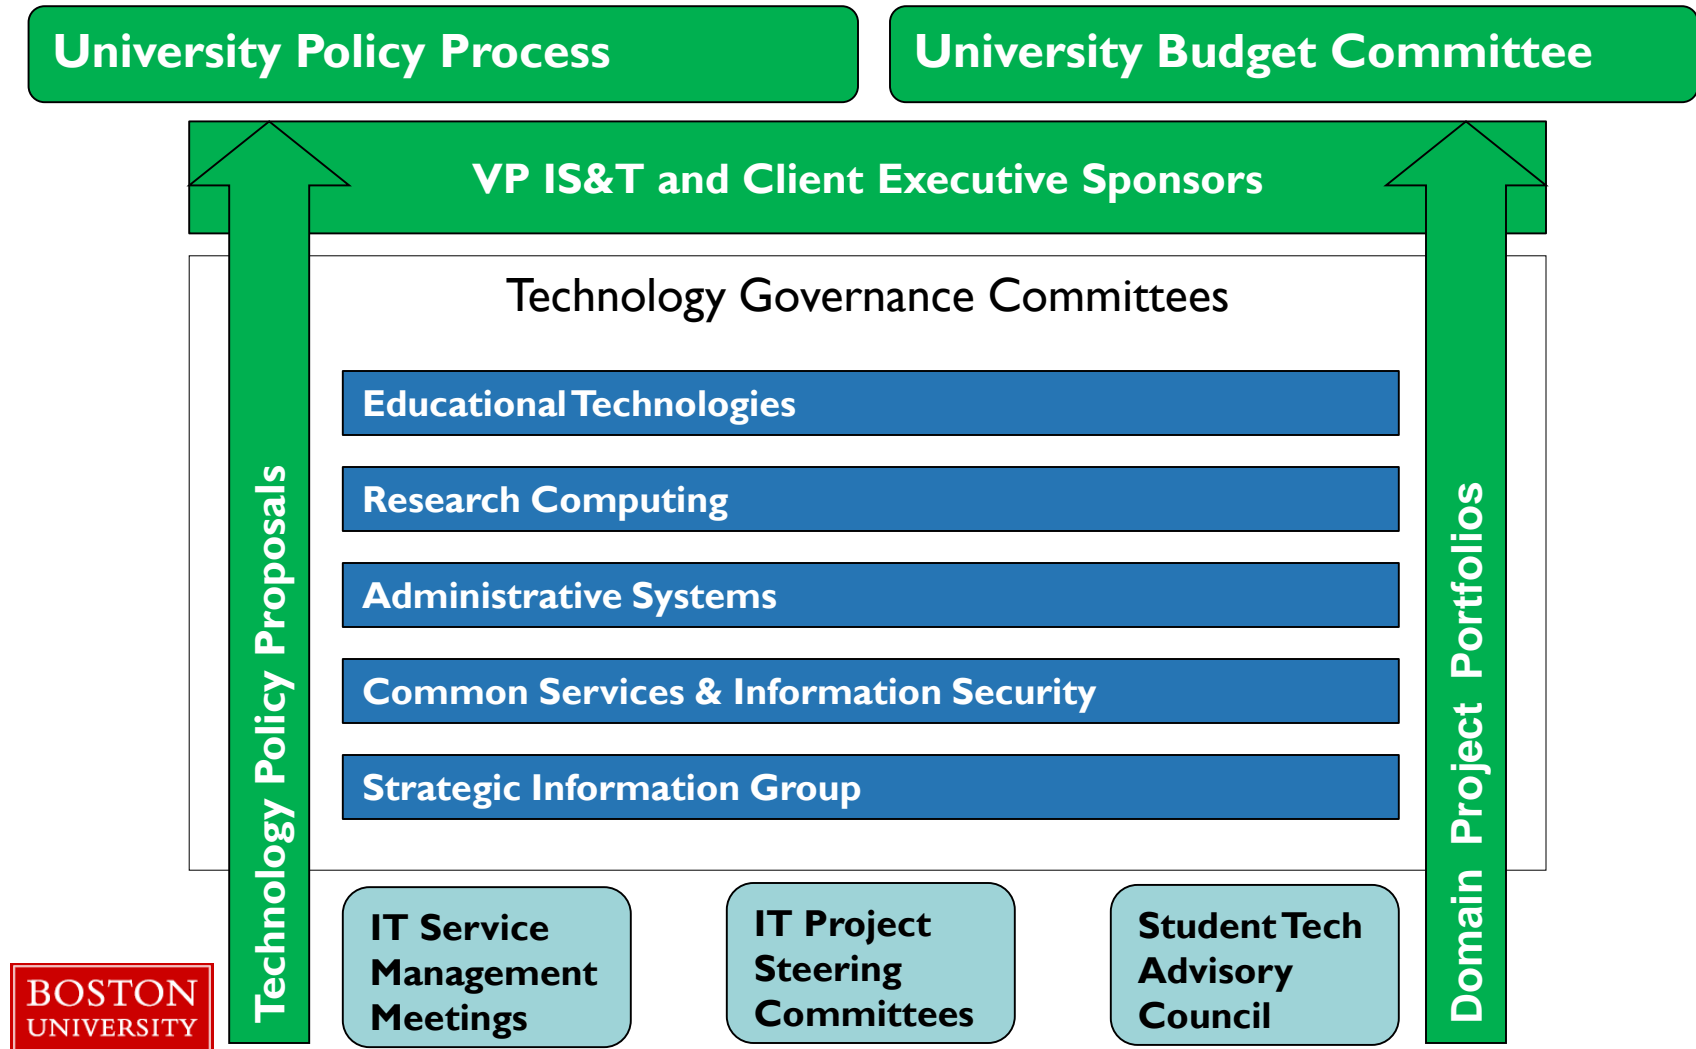 University Policy Process
University Budget Committee
VP IS&T and Client Executive Sponsors
Technology Governance Committees
Educational Technologies
Research Computing
Administrative Systems
Common Services & Information Security
Strategic Information Group
Technology Policy Proposals
Domain Project Portfolios
IT Service
Management
Meetings
IT Project
Steering
Committees
Student Tech
Advisory
Council
BOSTON
UNIVERSITY